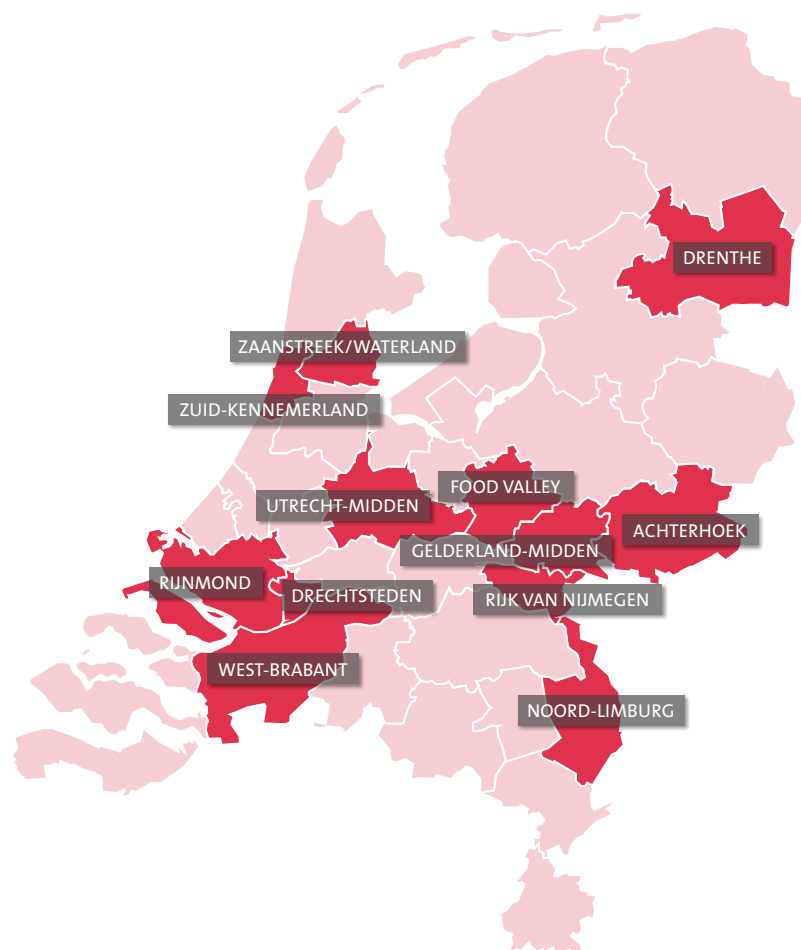 DRENTHE
ZAANSTREEK/WATERLAND
ZUID-KENNEMERLAND
FOOD VALLEY
UTRECHT-MIDDEN
ACHTERHOEK
GELDERLAND-MIDDEN
RIJNMOND
DRECHTSTEDEN
RIJK VAN NIJMEGEN
WEST-BRABANT
NOORD-LIMBURG